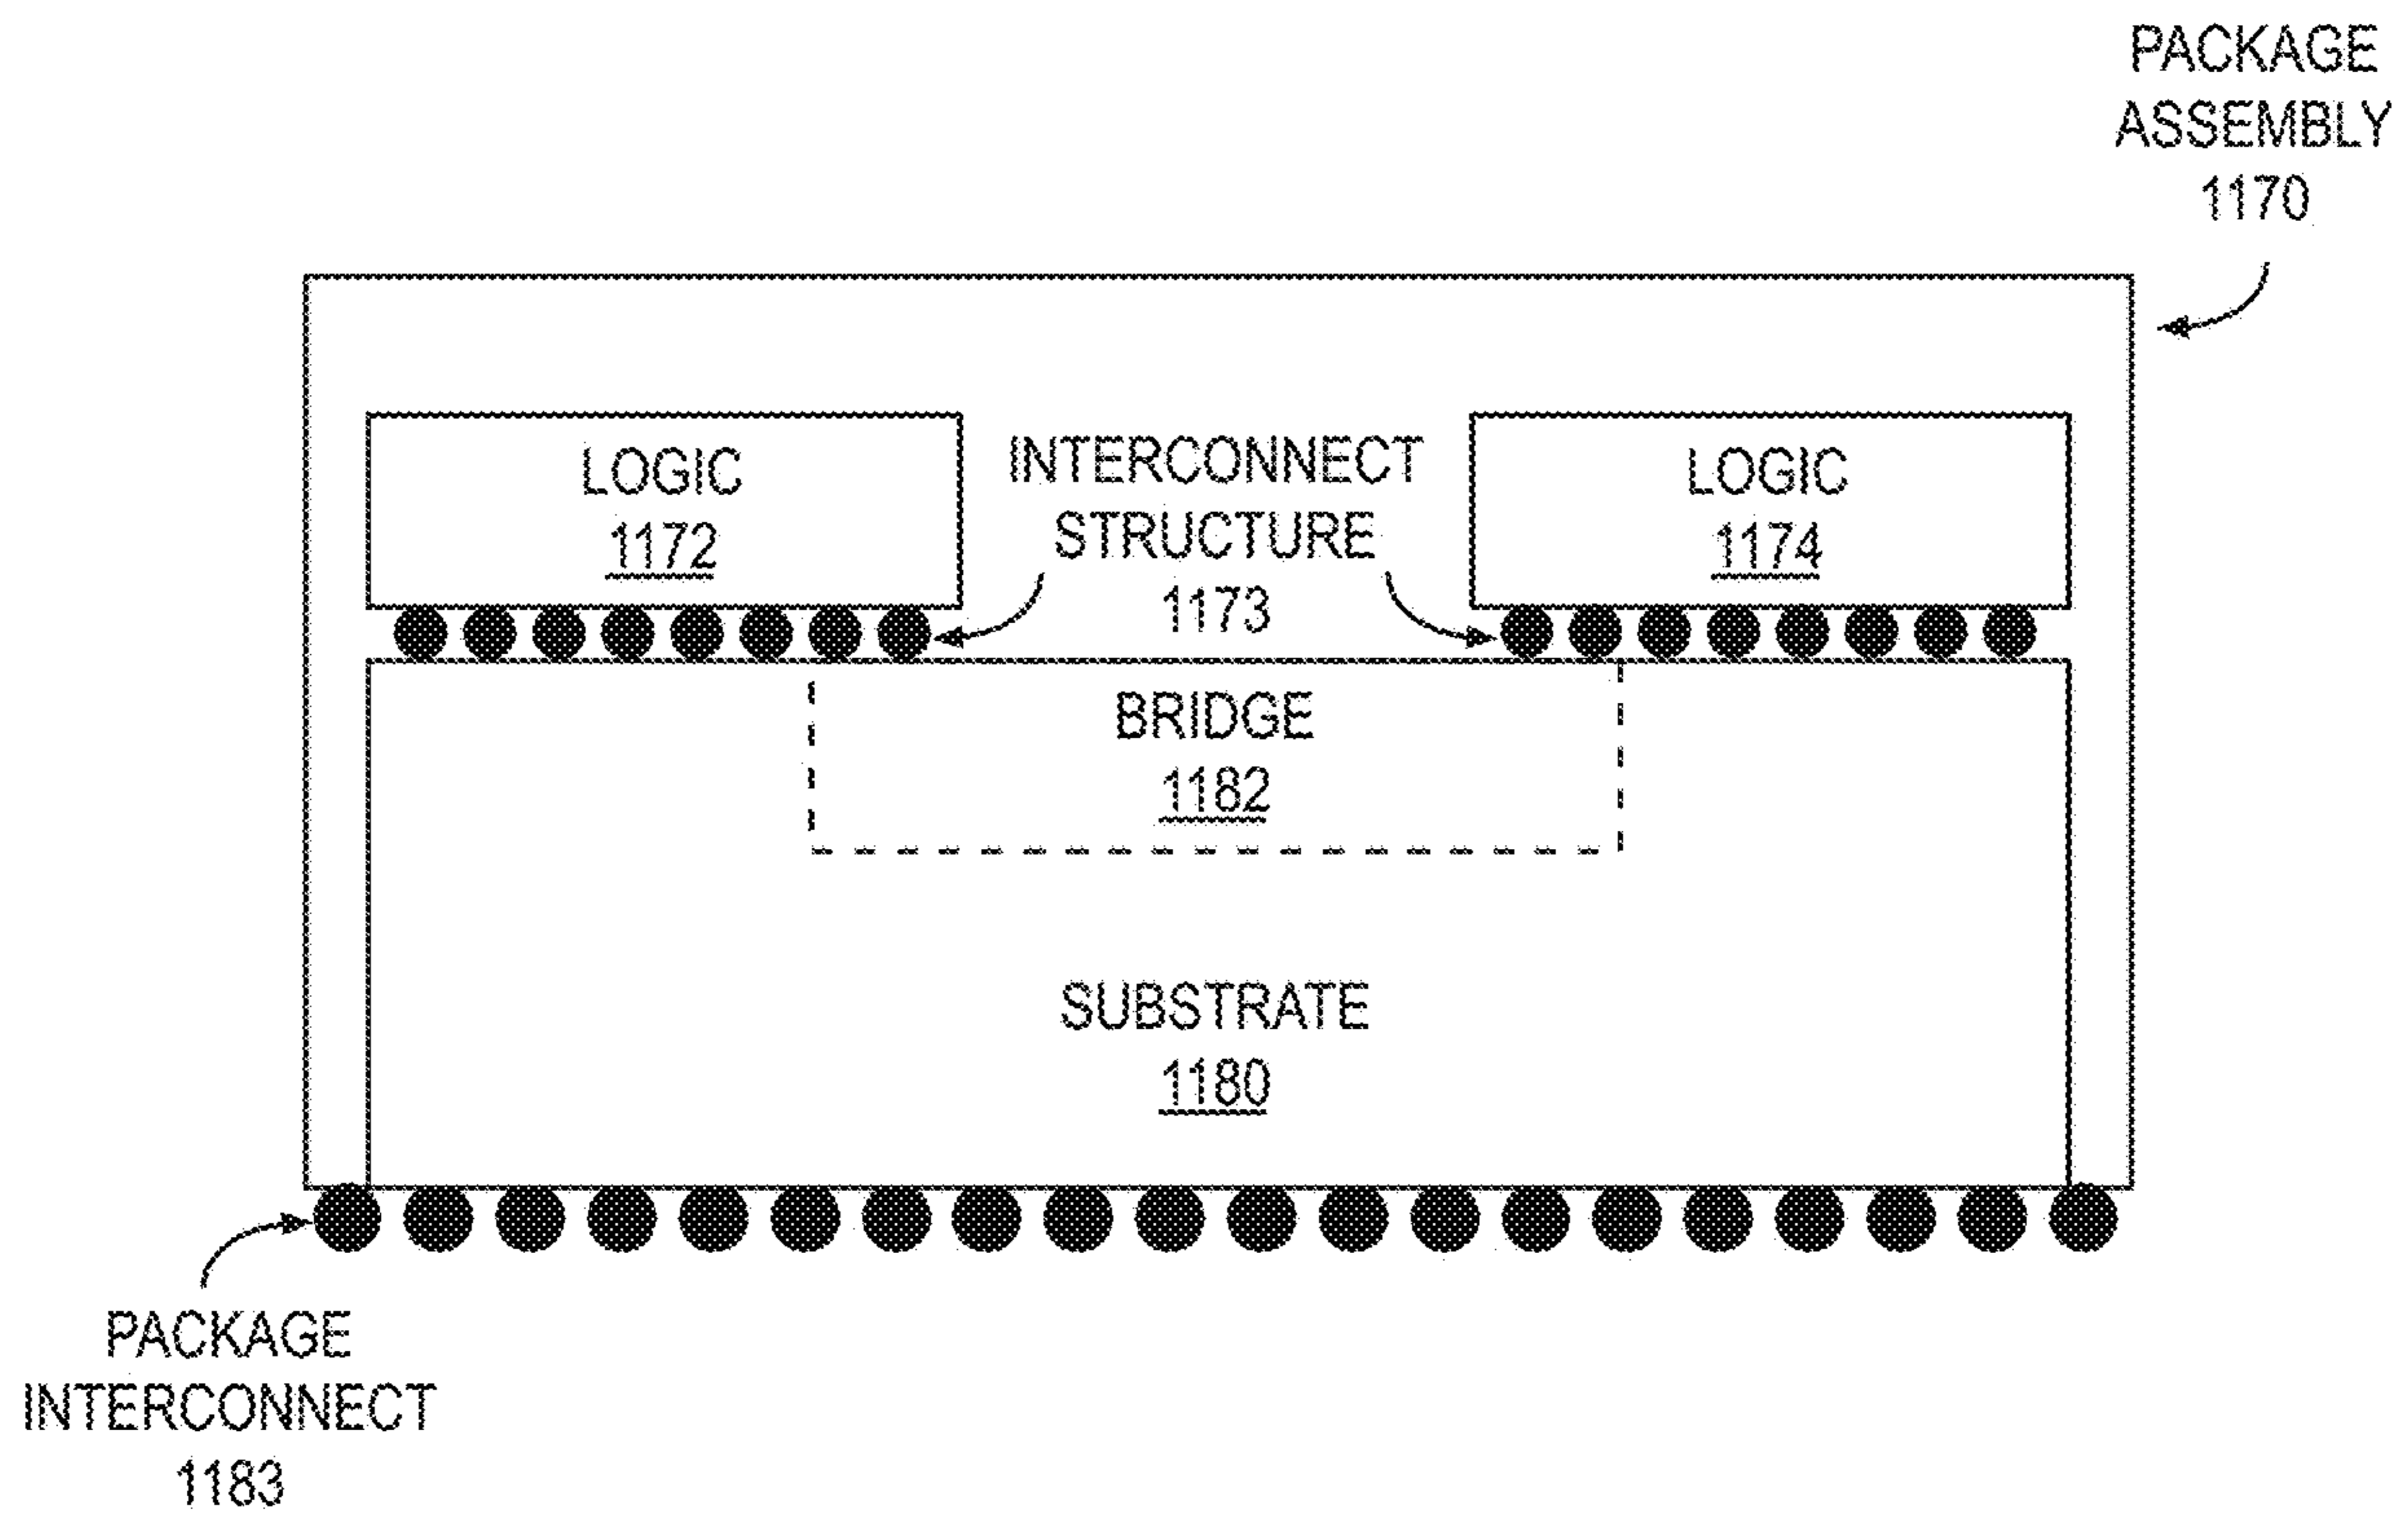 PACKAGE
ASSEMBLY
1170
LOGIC
1172
INTERCONNECT
STRUCTURE
1173
LOGIC
1174
BRIDGE
1182
SUBSTRATE
1180
PACKAGE
INTERCONNECT
1183